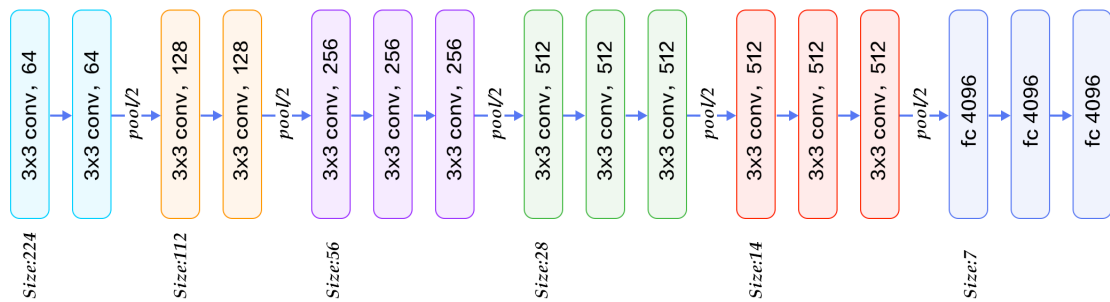 3x3 conv, 64
3x3 conv, 64
pool/2
3x3 conv, 128
3x3 conv, 128
pool/2
3x3 conv, 256
3x3 conv, 256
3x3 conv, 256
pool/2
3x3 conv, 512
3x3 conv, 512
3x3 conv, 512
pool/2
3x3 conv, 512
3x3 conv, 512
3x3 conv, 512
pool/2
fc 4096
fc 4096
fc 4096
Size:224
Size:112
Size:56
Size:28
Size:14
Size:7